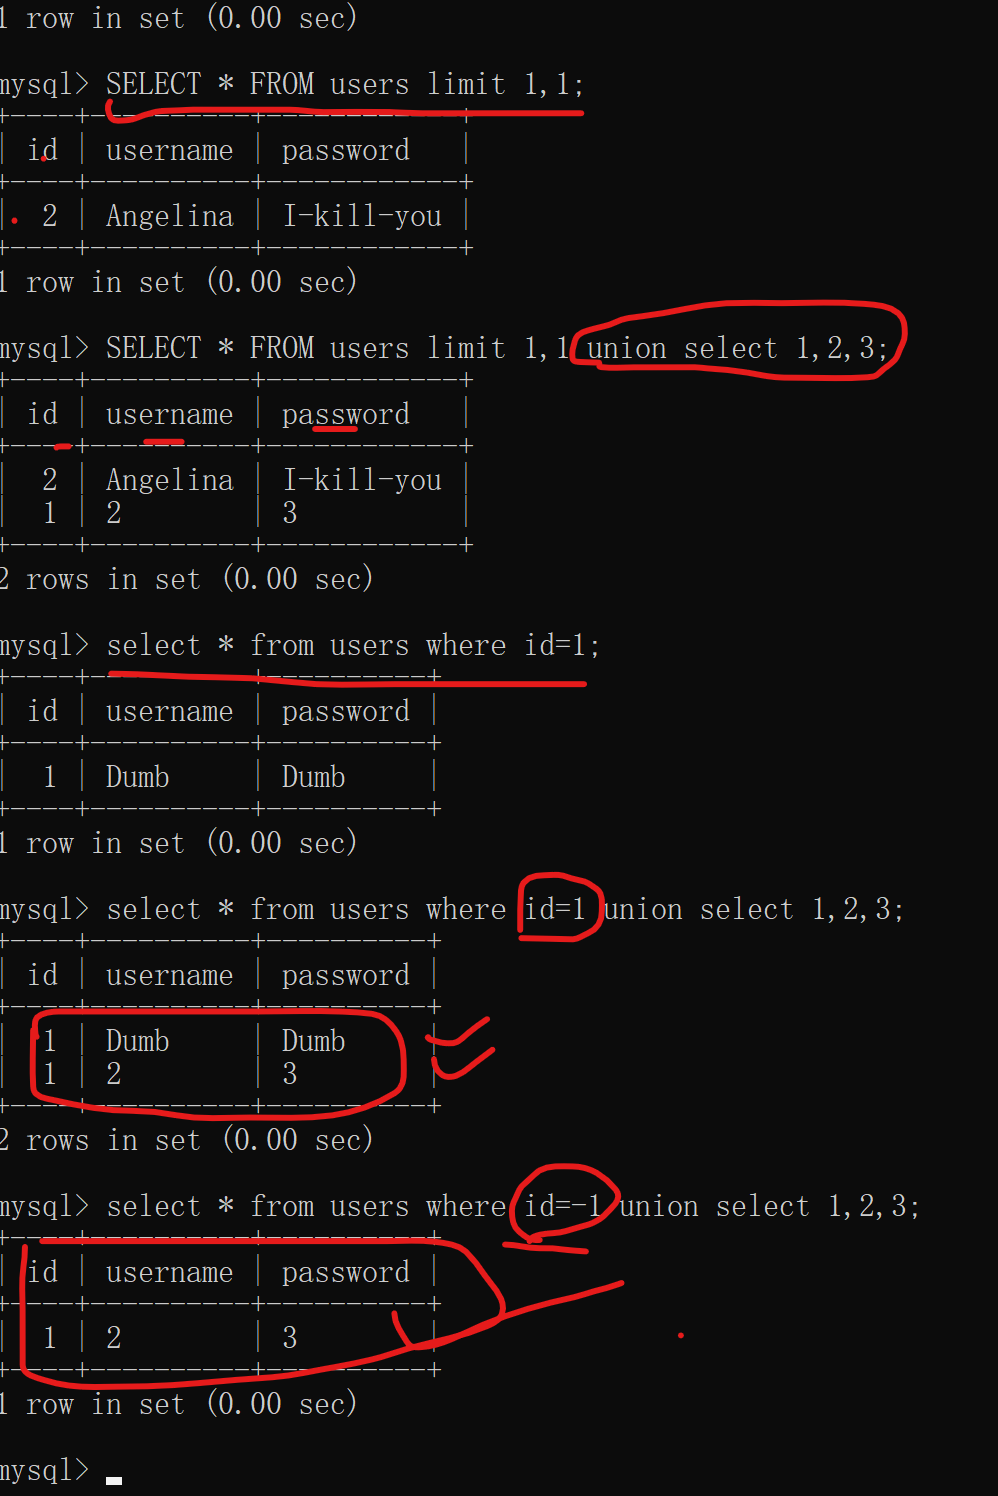 1 row in set (0.00 sec)
mysql> SELECT * FROM users limit 1,1;
+----+----------+------------+
| id | username | password   |
+----+----------+------------+
|  2 | Angelina | I-kill-you |
+----+----------+------------+
1 row in set (0.00 sec)
mysql> SELECT * FROM users limit 1,1 union select 1,2,3;
+----+----------+------------+
| id | username | password   |
+----+----------+------------+
|  2 | Angelina | I-kill-you |
|  1 | 2        | 3          |
+----+----------+------------+
2 rows in set (0.00 sec)
mysql> select * from users where id=1;
+----+----------+----------+
| id | username | password |
+----+----------+----------+
|  1 | Dumb     | Dumb     |
+----+----------+----------+
1 row in set (0.00 sec)
mysql> select * from users where id=1 union select 1,2,3;
+----+----------+----------+
| id | username | password |
+----+----------+----------+
|  1 | Dumb     | Dumb     |
|  1 | 2        | 3        |
+----+----------+----------+
2 rows in set (0.00 sec)
mysql> select * from users where id=-1 union select 1,2,3;
+----+----------+----------+
| id | username | password |
+----+----------+----------+
|  1 | 2        | 3        |
+----+----------+----------+
1 row in set (0.00 sec)
mysql>